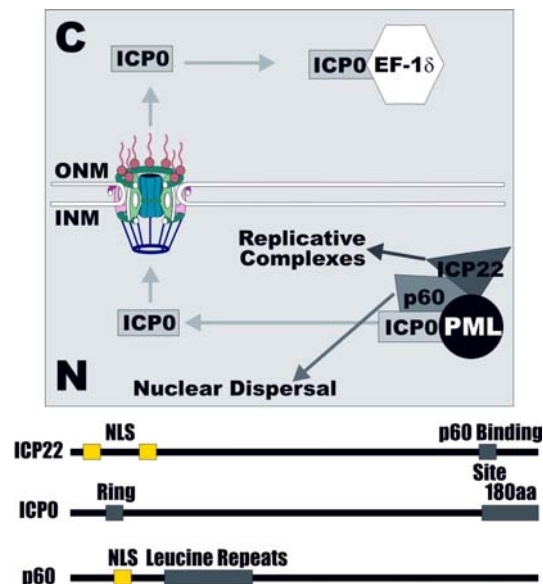 C
ICP0
ICP0
EF-1δ
ONM
INM
Replicative
Complexes
ICP22
p60
ICP0
ICP0
PML
N
Nuclear Dispersal
NLS
p60 Binding
ICP22
Site
Ring
180aa
ICP0
NLS
Leucine Repeats
p60